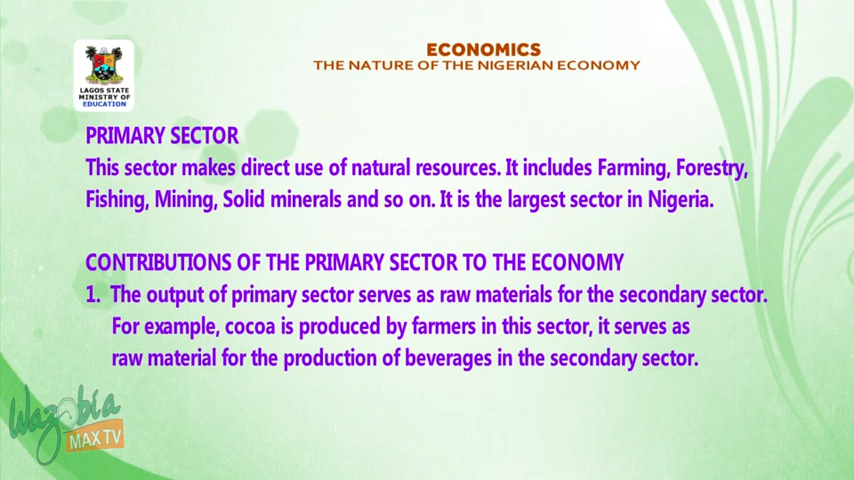 ECONOMICS
THE NATURE OF THE NIGERIAN ECONOMY
LAGOS STATE
MINISTRY OF
EDUCATION
PRIMARY SECTOR
This sector makes direct use of natural resources. It includes Farming, Forestry,
Fishing, Mining, Solid minerals and so on. It is the largest sector in Nigeria.
CONTRIBUTIONS OF THE PRIMARY SECTOR TO THE ECONOMY
1. The output of primary sector serves as raw materials for the secondary sector.
For example, cocoa is produced by farmers in this sector, it serves as
raw material for the production of beverages in the secondary sector.
Wazobia
MAX TV